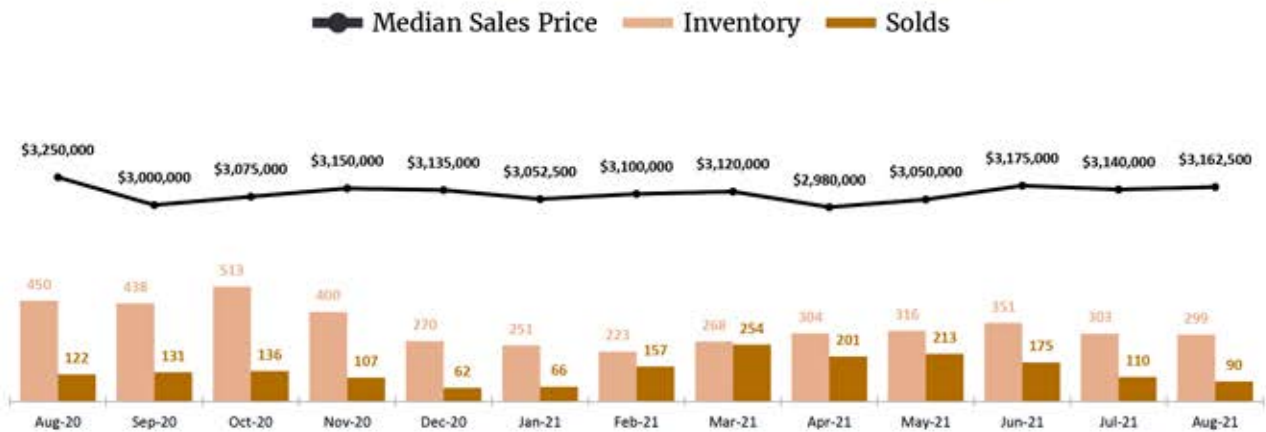 Median Sales Price Inventory Solds
$3,250,000 $3,000,000 $3,075,000 $3,150,000 $3,135,000 $3,052,500 $3,100,000 $3,120,000 $2,980,000 $3,050,000 $3,175,000 $3,140,000 $3,162,500
450 438 513 400 270 251 223 268 304 316 351 303 299
122 131 136 107 62 66 157 254 201 213 175 110 90
Aug-20 Sep-20 Oct-20 Nov-20 Dec-20 Jan-21 Feb-21 Mar-21 Apr-21 May-21 Jun-21 Jul-21 Aug-21